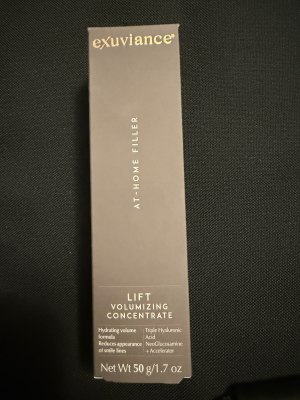 exuviance®
AT-HOME FILLER
LIFT
VOLUMIZING
CONCENTRATE
Hydrating volume
formula
Reduces appearance
of smile lines
Triple Hyaluronic
Acid
NeoGlucosamine
+ Accelerator
Net Wt 50 g/1.7 oz